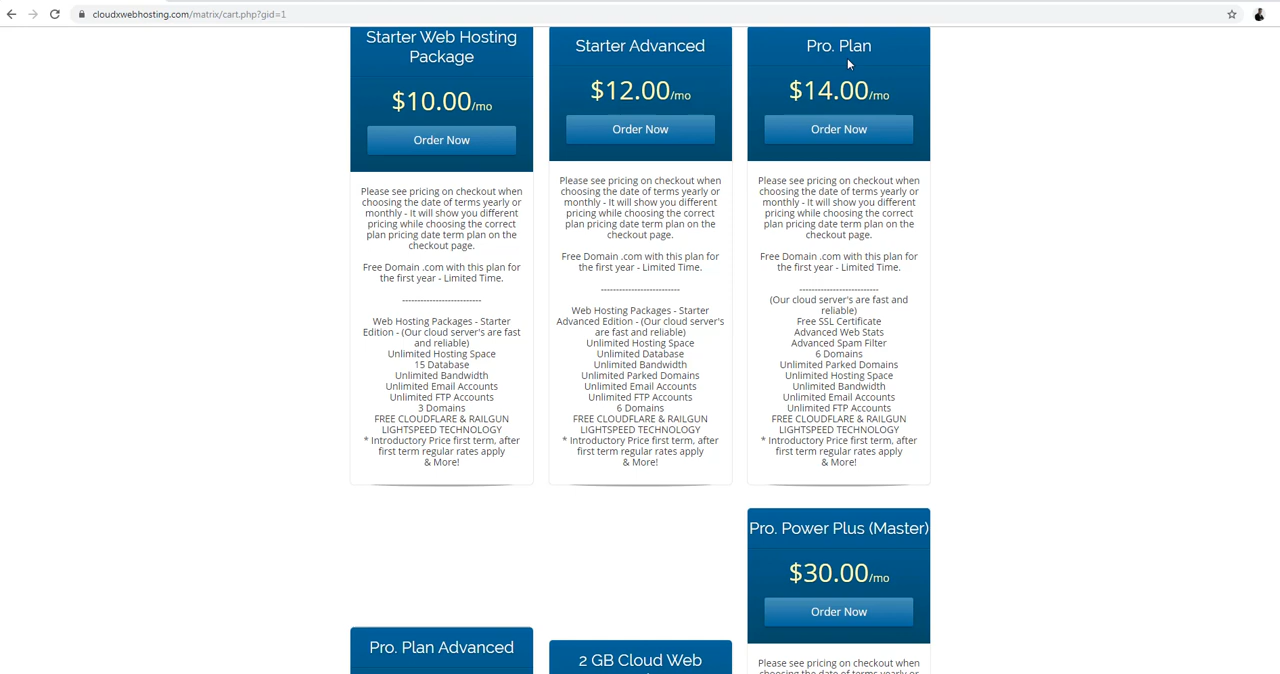 cloudxwebhosting.com/matrix/cart.php?gid=1
Starter Web Hosting
Package
$10.00/mo
Order Now
Please see pricing on checkout when
choosing the date of terms yearly or
monthly - It will show you different
pricing while choosing the correct
plan pricing date term plan on the
checkout page.
Free Domain .com with this plan for
the first year - Limited Time.
--------------------------
Web Hosting Packages - Starter
Edition - (Our cloud server's are fast
and reliable)
Unlimited Hosting Space
15 Database
Unlimited Bandwidth
Unlimited Email Accounts
Unlimited FTP Accounts
3 Domains
FREE CLOUDFLARE & RAILGUN
LIGHTSPEED TECHNOLOGY
* Introductory Price first term, after
first term regular rates apply
& More!
Starter Advanced
$12.00/mo
Order Now
Please see pricing on checkout when
choosing the date of terms yearly or
monthly - It will show you different
pricing while choosing the correct
plan pricing date term plan on the
checkout page.
Free Domain .com with this plan for
the first year - Limited Time.
--------------------------
Web Hosting Packages - Starter
Advanced Edition - (Our cloud server's
are fast and reliable)
Unlimited Hosting Space
Unlimited Database
Unlimited Bandwidth
Unlimited Parked Domains
Unlimited Email Accounts
Unlimited FTP Accounts
6 Domains
FREE CLOUDFLARE & RAILGUN
LIGHTSPEED TECHNOLOGY
* Introductory Price first term, after
first term regular rates apply
& More!
Pro. Plan
$14.00/mo
Order Now
Please see pricing on checkout when
choosing the date of terms yearly or
monthly - It will show you different
pricing while choosing the correct
plan pricing date term plan on the
checkout page.
Free Domain .com with this plan for
the first year - Limited Time.
--------------------------
(Our cloud server's are fast and
reliable)
Free SSL Certificate
Advanced Web Stats
Advanced Spam Filter
6 Domains
Unlimited Parked Domains
Unlimited Hosting Space
Unlimited Bandwidth
Unlimited Email Accounts
Unlimited FTP Accounts
FREE CLOUDFLARE & RAILGUN
LIGHTSPEED TECHNOLOGY
* Introductory Price first term, after
first term regular rates apply
& More!
Pro. Plan Advanced
2 GB Cloud Web
Pro. Power Plus (Master)
$30.00/mo
Order Now
Please see pricing on checkout when
choosing the date of terms yearly or